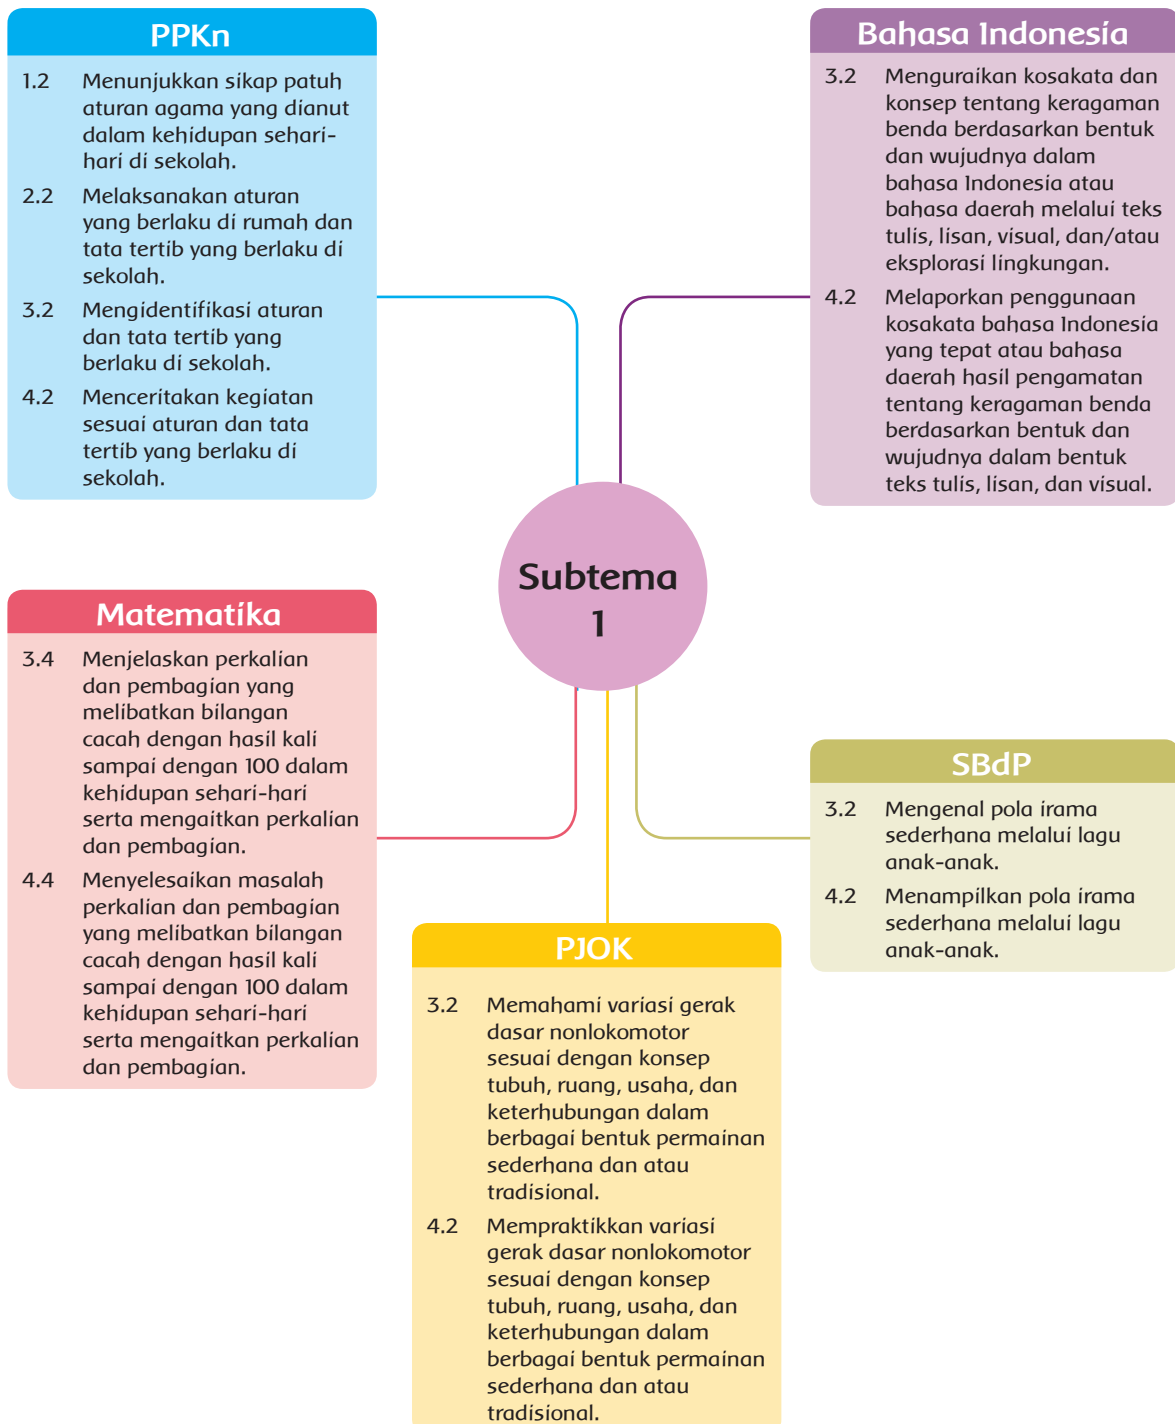 PPKn
1.2 Menunjukkan sikap patuh
aturan agama yang dianut
dalam kehidupan sehari-
hari di sekolah.
2.2 Melaksanakan aturan
yang berlaku di rumah dan
tata tertib yang berlaku di
sekolah.
3.2 Mengidentifikasi aturan
dan tata tertib yang
berlaku di sekolah.
4.2 Menceritakan kegiatan
sesuai aturan dan tata
tertib yang berlaku di
sekolah.
Bahasa Indonesia
3.2 Menguraikan kosakata dan
konsep tentang keragaman
benda berdasarkan bentuk
dan wujudnya dalam
bahasa Indonesia atau
bahasa daerah melalui teks
tulis, lisan, visual, dan/atau
eksplorasi lingkungan.
4.2 Melaporkan penggunaan
kosakata bahasa Indonesia
yang tepat atau bahasa
daerah hasil pengamatan
tentang keragaman benda
berdasarkan bentuk dan
wujudnya dalam bentuk
teks tulis, lisan, dan visual.
Subtema
1
Matematika
3.4 Menjelaskan perkalian
dan pembagian yang
melibatkan bilangan
cacah dengan hasil kali
sampai dengan 100 dalam
kehidupan sehari-hari
serta mengaitkan perkalian
dan pembagian.
4.4 Menyelesaikan masalah
perkalian dan pembagian
yang melibatkan bilangan
cacah dengan hasil kali
sampai dengan 100 dalam
kehidupan sehari-hari
serta mengaitkan perkalian
dan pembagian.
SBdP
3.2 Mengenal pola irama
sederhana melalui lagu
anak-anak.
4.2 Menampilkan pola irama
sederhana melalui lagu
anak-anak.
PJOK
3.2 Memahami variasi gerak
dasar nonlokomotor
sesuai dengan konsep
tubuh, ruang, usaha, dan
keterhubungan dalam
berbagai bentuk permainan
sederhana dan atau
tradisional.
4.2 Mempraktikkan variasi
gerak dasar nonlokomotor
sesuai dengan konsep
tubuh, ruang, usaha, dan
keterhubungan dalam
berbagai bentuk permainan
sederhana dan atau
tradisional.